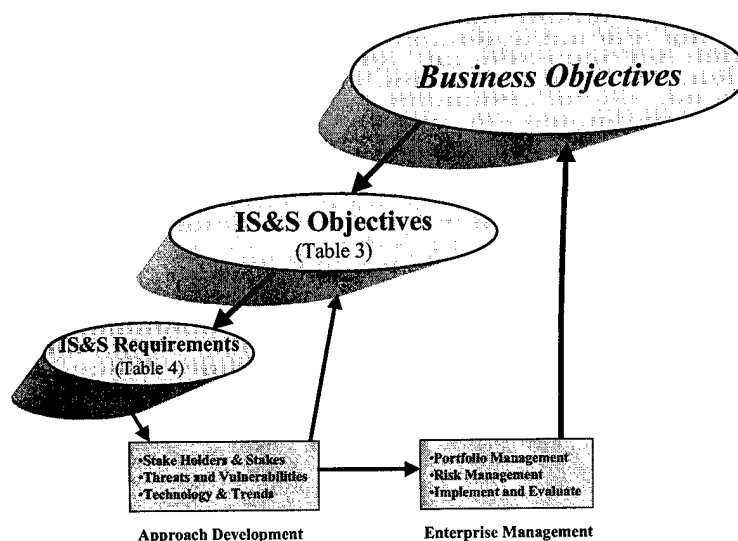 Business Objectives
IS&S Objectives
(Table 3)
IS&S Requirements
(Table 4)
•Stake Holders & Stakes
•Threats and Vulnerabilities
•Technology & Trends
Approach Development
•Portfolio Management
•Risk Management
•Implement and Evaluate
Enterprise Management